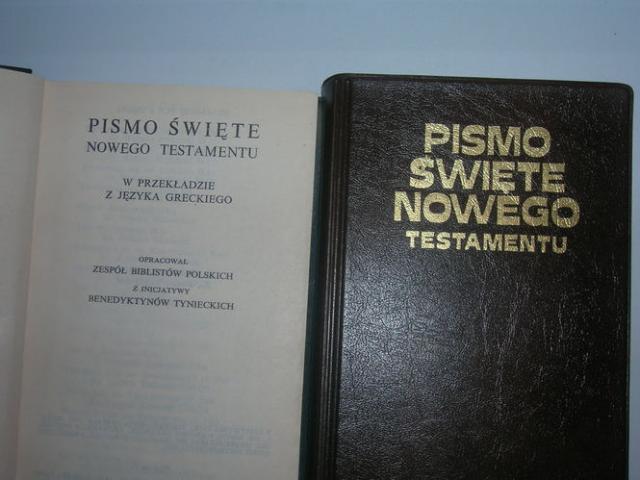 PISMO ŚWIĘTE
NOWEGO TESTAMENTU
W PRZEKŁADZIE
Z JĘZYKA GRECKIEGO
OPRACOWAŁ
ZESPÓŁ BIBLISTÓW POLSKICH
Z INICJATYWY
BENEDYKTYNÓW TYNIECKICH
PISMO
ŚWIĘTE
NOWEGO
TESTAMENTU